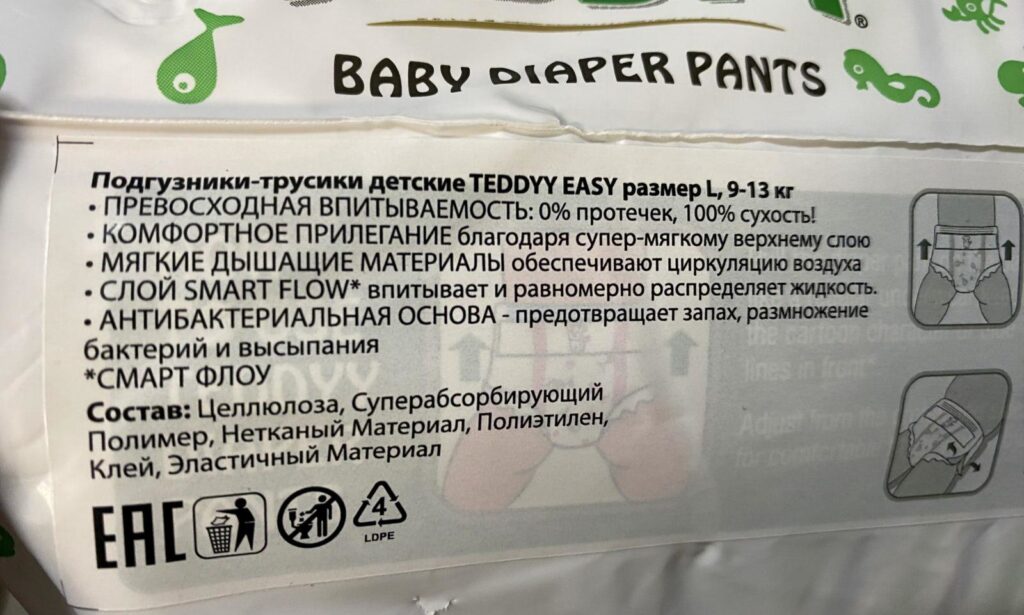 ®
BABY DIAPER PANTS
Подгузники-трусики детские TEDDYY EASY размер L, 9-13 кг
• ПРЕВОСХОДНАЯ ВПИТЫВАЕМОСТЬ: 0% протечек, 100% сухость!
• КОМФОРТНОЕ ПРИЛЕГАНИЕ благодаря супер-мягкому верхнему слою
• МЯГКИЕ ДЫШАЩИЕ МАТЕРИАЛЫ обеспечивают циркуляцию воздуха
• СЛОЙ SMART FLOW* впитывает и равномерно распределяет жидкость.
• АНТИБАКТЕРИАЛЬНАЯ ОСНОВА - предотвращает запах, размножение
бактерий и высыпания
*СМАРТ ФЛОУ
Состав: Целлюлоза, Суперабсорбирующий
Полимер, Нетканый Материал, Полиэтилен,
Клей, Эластичный Материал
EAC
4
LDPE